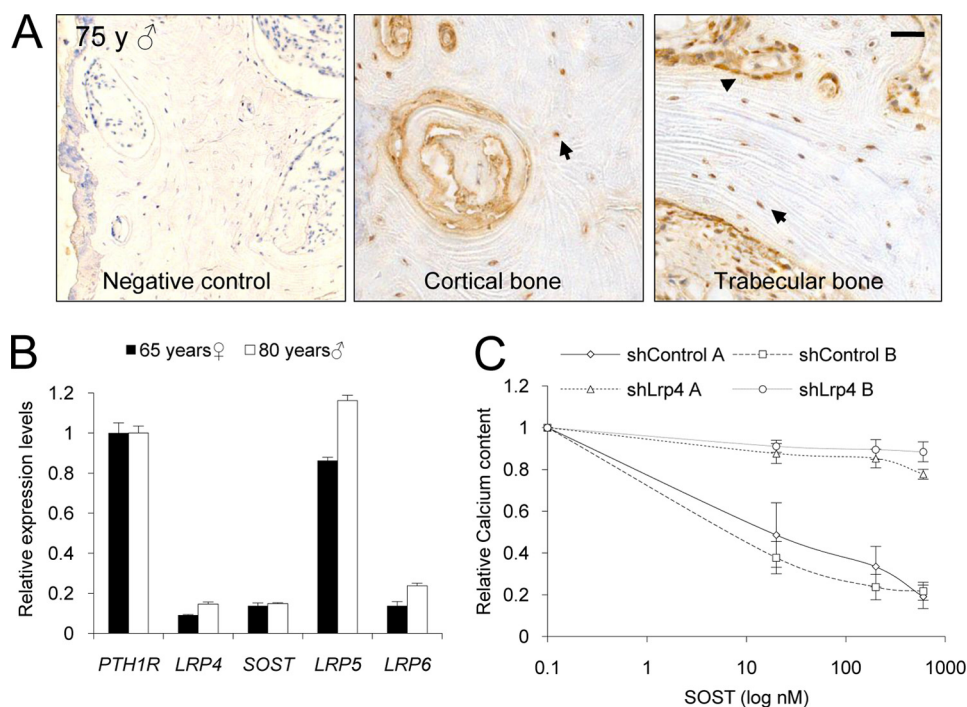 A
75 y ♂
Negative control
Cortical bone
Trabecular bone
B
65 years♀ 80 years♂
Relative expression levels
1.2
1
0.8
0.6
0.4
0.2
0
PTH1R LRP4 SOST LRP5 LRP6
C
shControl A shControl B
shLrp4 A shLrp4 B
Relative Calcium content
1.2
1
0.8
0.6
0.4
0.2
0
0.1 1 10 100 1000
SOST (log nM)